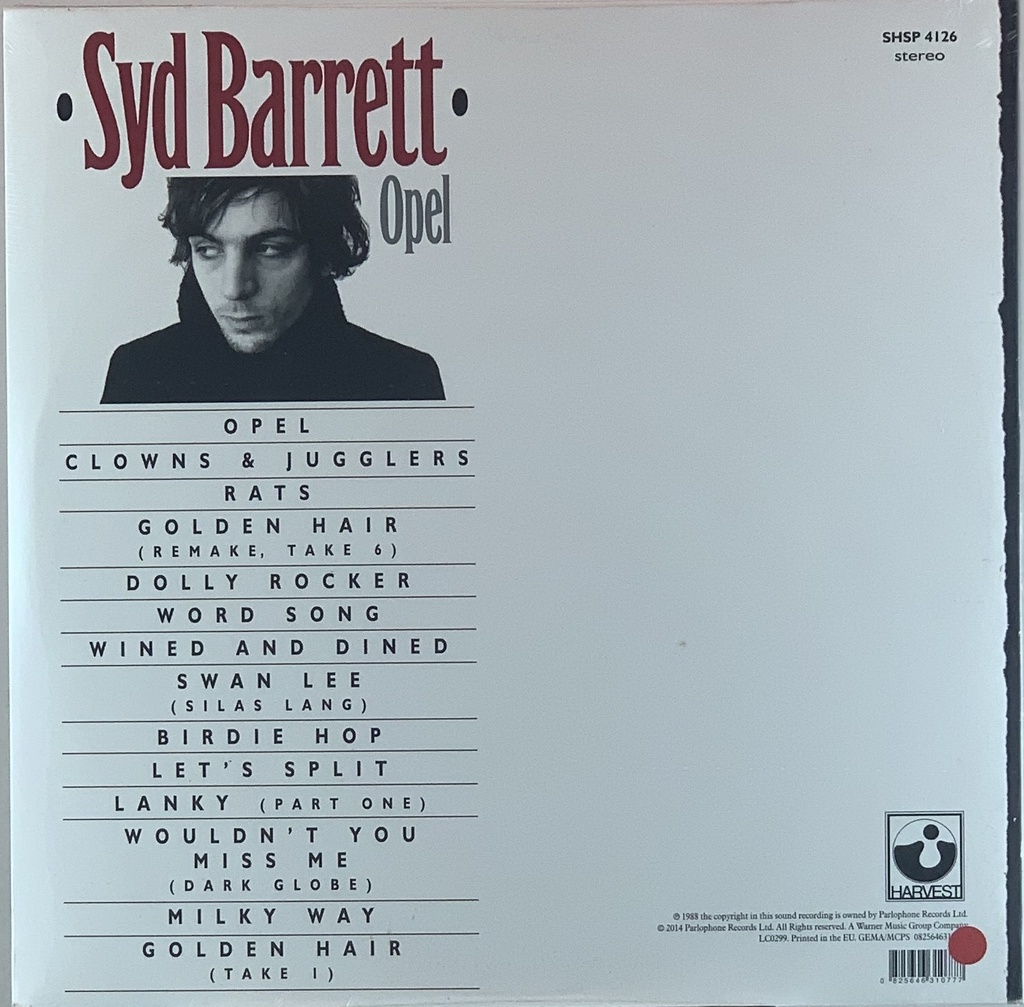 SHSP 4126
stereo
• Syd Barrett •
Opel
OPEL
CLOWNS & JUGGLERS
RATS
GOLDEN HAIR
(REMAKE, TAKE 6)
DOLLY ROCKER
WORD SONG
WINED AND DINED
SWAN LEE
(SILAS LANG)
BIRDIE HOP
LET'S SPLIT
LANKY (PART ONE)
WOULDN'T YOU
MISS ME
(DARK GLOBE)
MILKY WAY
GOLDEN HAIR
(TAKE 1)
HARVEST
℗ 1988 the copyright in this sound recording is owned by Parlophone Records Ltd.
© 2014 Parlophone Records Ltd. All Rights reserved. A Warner Music Group Company.
LC0299. Printed in the EU. GEMA/MCPS 08256463
0 825646 310777